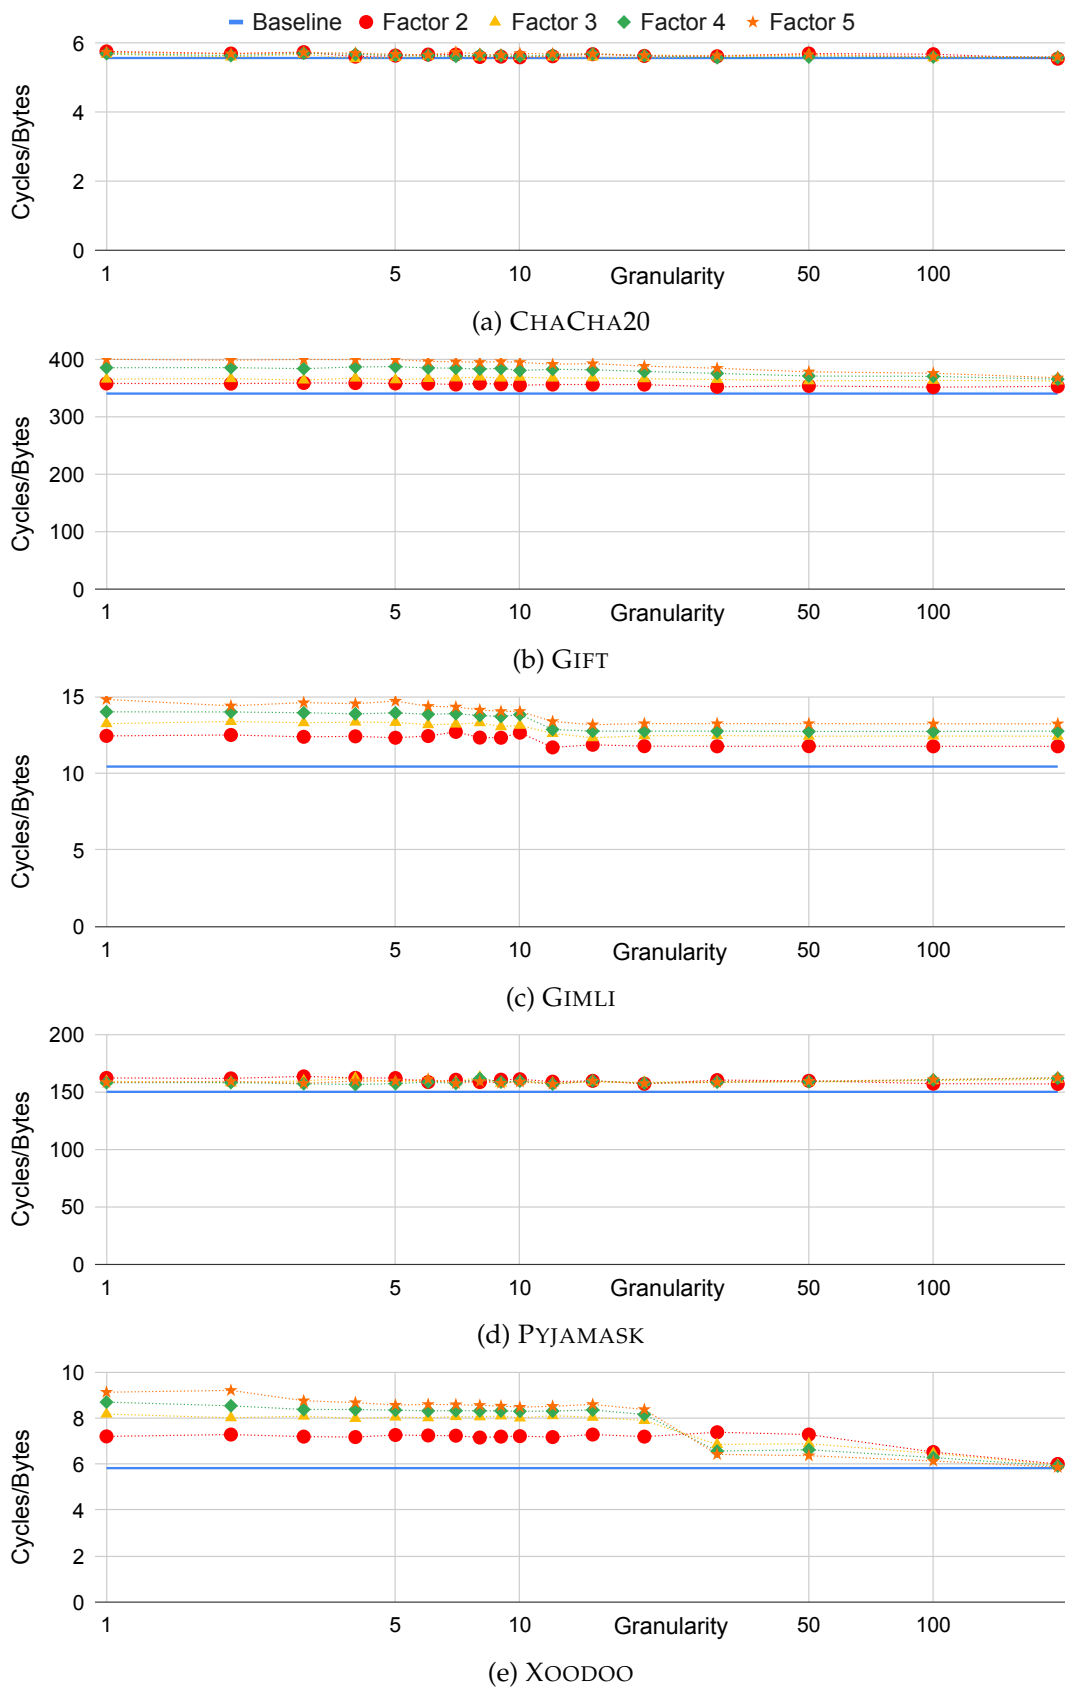 Baseline Factor 2 Factor 3 Factor 4 Factor 5
Cycles/Bytes
6
4
2
0
1 5 10 Granularity 50 100
(a) CHACHA20
Cycles/Bytes
400
300
200
100
0
1 5 10 Granularity 50 100
(b) GIFT
Cycles/Bytes
15
10
5
0
1 5 10 Granularity 50 100
(c) GIMLI
Cycles/Bytes
200
150
100
50
0
1 5 10 Granularity 50 100
(d) PYJAMASK
Cycles/Bytes
10
8
6
4
2
0
1 5 10 Granularity 50 100
(e) XOODOO